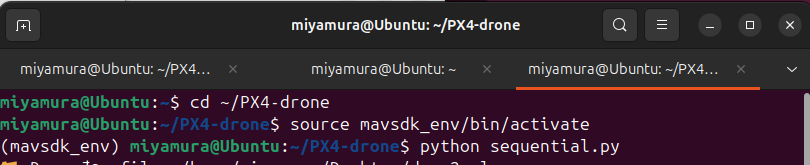 miyamura@Ubuntu: ~/PX4-drone
miyamura@Ubuntu: ~/PX4... miyamura@Ubuntu: ~ miyamura@Ubuntu: ~/PX4...
miyamura@Ubuntu:~$ cd ~/PX4-drone
miyamura@Ubuntu:~/PX4-drone$ source mavsdk_env/bin/activate
(mavsdk_env) miyamura@Ubuntu:~/PX4-drone$ python sequential.py